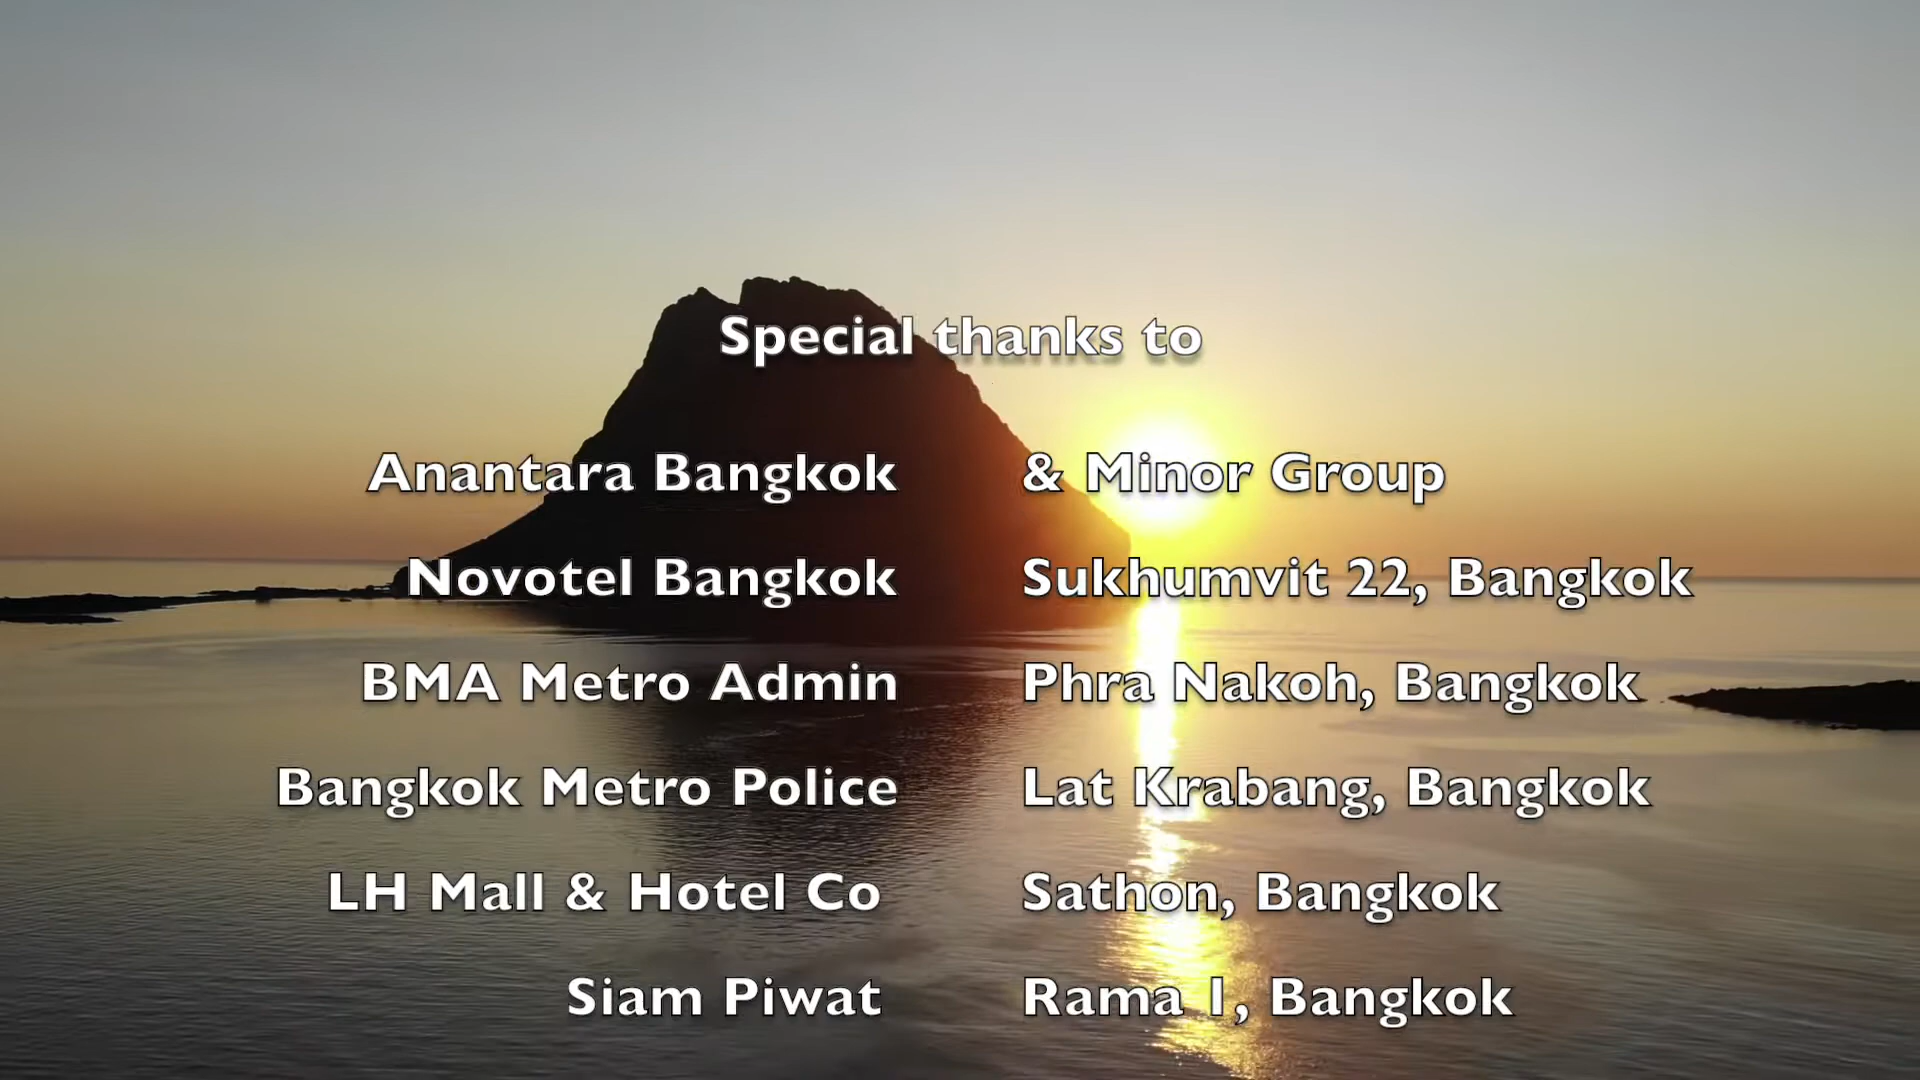 Special thanks to
Anantara Bangkok & Minor Group
Novotel Bangkok Sukhumvit 22, Bangkok
BMA Metro Admin Phra Nakoh, Bangkok
Bangkok Metro Police Lat Krabang, Bangkok
LH Mall & Hotel Co Sathon, Bangkok
Siam Piwat Rama 1, Bangkok